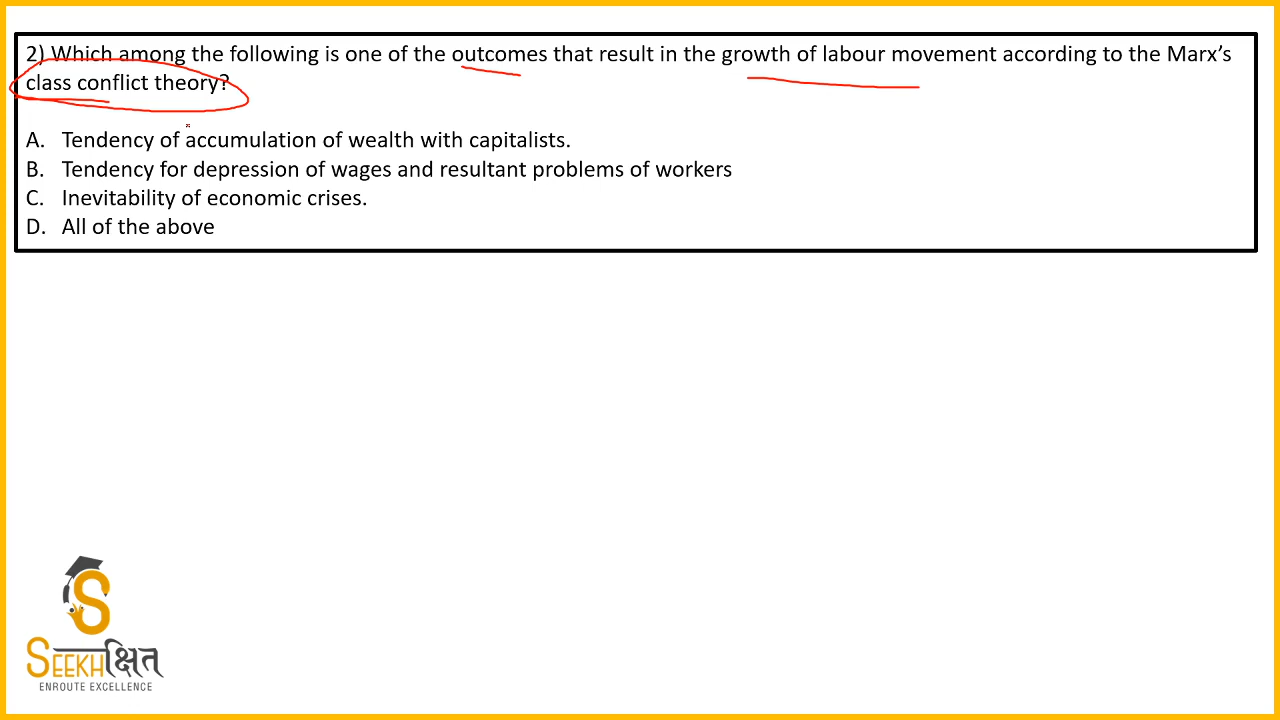 2) Which among the following is one of the outcomes that result in the growth of labour movement according to the Marx’s
class conflict theory?
A. Tendency of accumulation of wealth with capitalists.
B. Tendency for depression of wages and resultant problems of workers
C. Inevitability of economic crises.
D. All of the above
S
SEEKHक्षित
ENROUTE EXCELLENCE